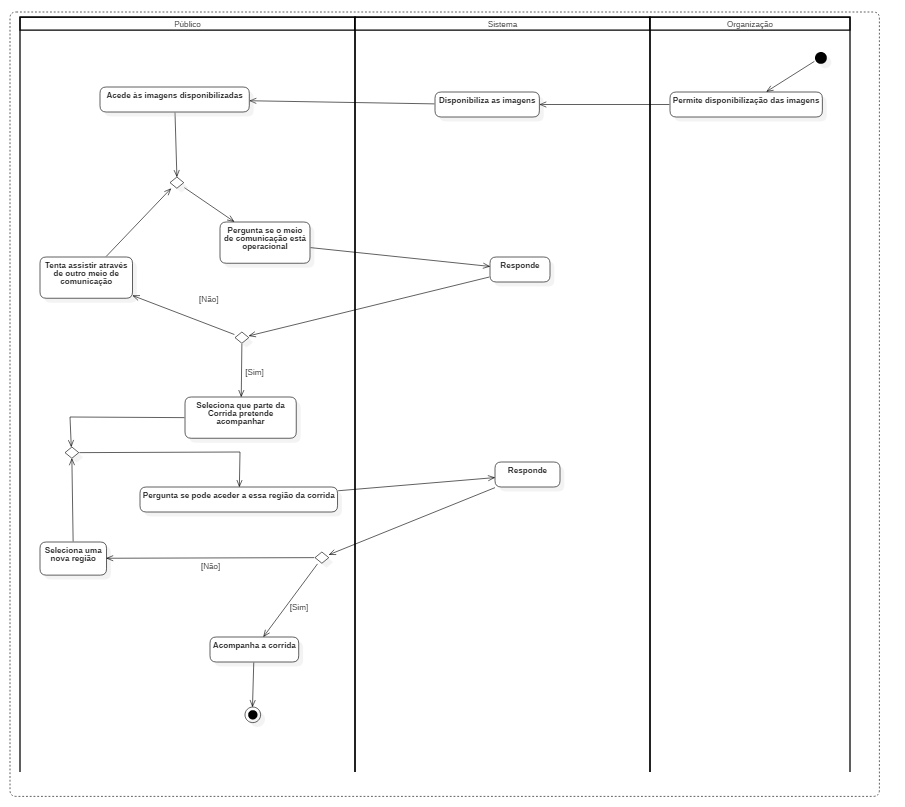 Público
Sistema
Organização
Acede às imagens disponibilizadas
Disponibiliza as imagens
Permite disponibilização das imagens
Pergunta se o meio
de comunicação está
operacional
Tenta assistir através
de outro meio de
comunicação
Responde
[Não]
[Sim]
Seleciona que parte da
Corrida pretende
acompanhar
Responde
Pergunta se pode aceder a essa região da corrida
Seleciona uma
nova região
[Não]
[Sim]
Acompanha a corrida